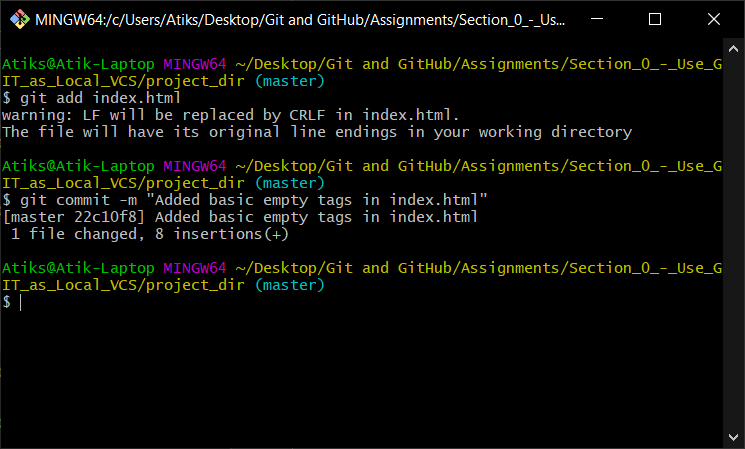 MINGW64:/c/Users/Atiks/Desktop/Git and GitHub/Assignments/Section_0_-_Us...
Atiks@Atik-Laptop MINGW64 ~/Desktop/Git and GitHub/Assignments/Section_0_-_Use_G
IT_as_Local_VCS/project_dir (master)
$ git add index.html
warning: LF will be replaced by CRLF in index.html.
The file will have its original line endings in your working directory
Atiks@Atik-Laptop MINGW64 ~/Desktop/Git and GitHub/Assignments/Section_0_-_Use_G
IT_as_Local_VCS/project_dir (master)
$ git commit -m "Added basic empty tags in index.html"
[master 22c10f8] Added basic empty tags in index.html
 1 file changed, 8 insertions(+)
Atiks@Atik-Laptop MINGW64 ~/Desktop/Git and GitHub/Assignments/Section_0_-_Use_G
IT_as_Local_VCS/project_dir (master)
$